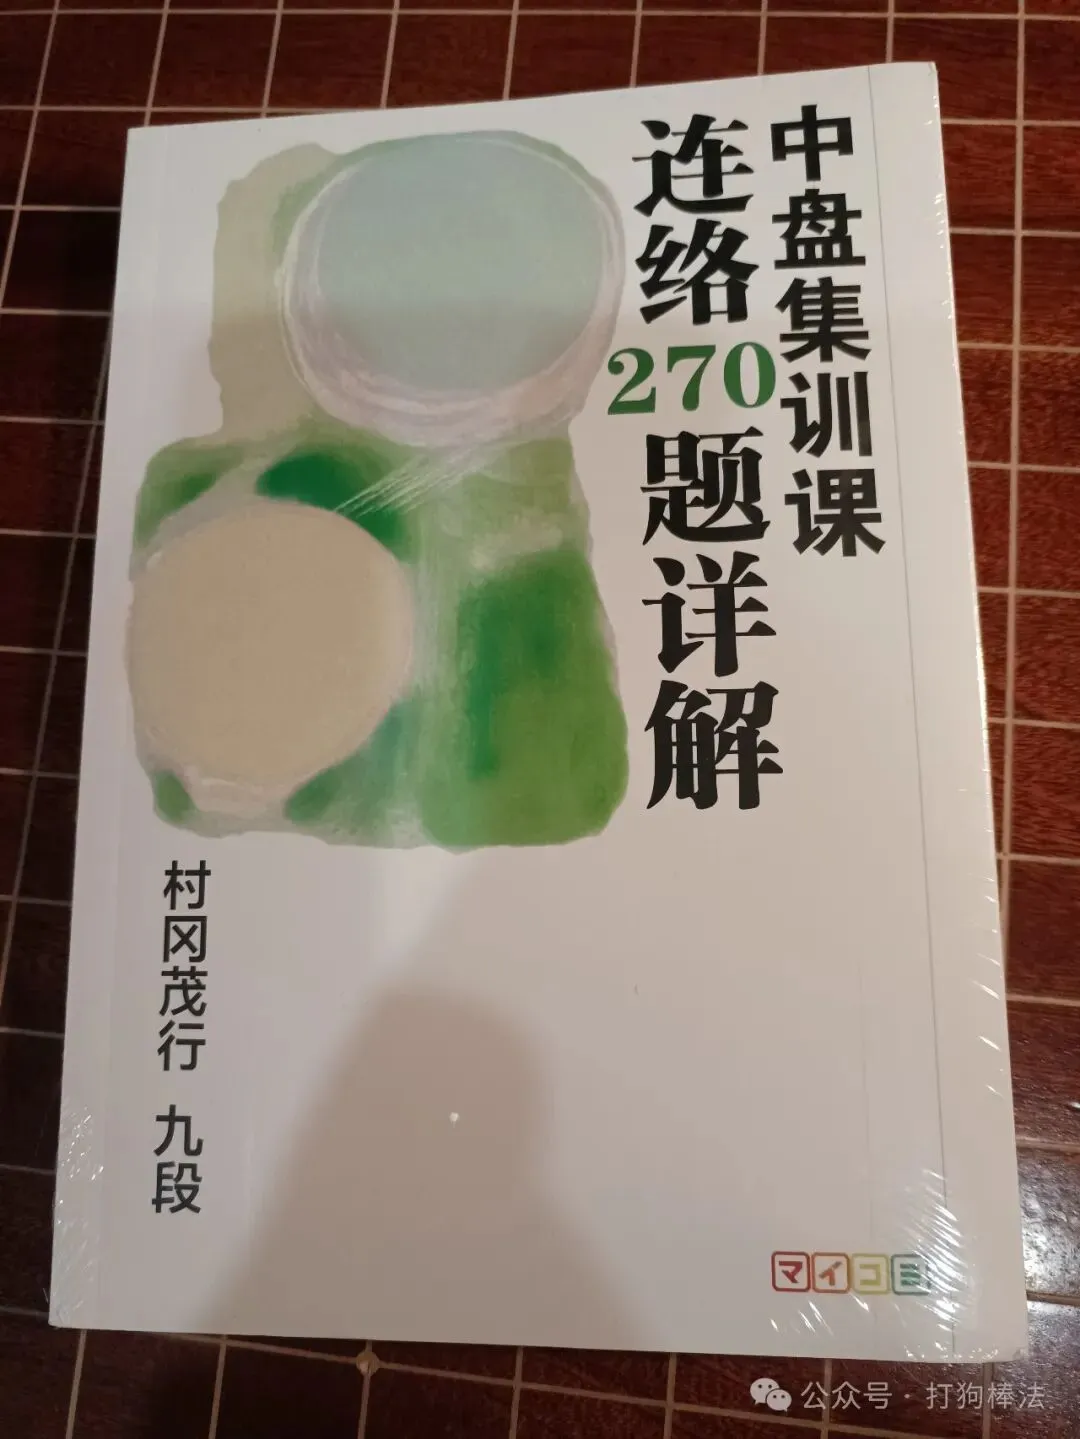 中盘集训课
连络270题详解
村冈茂行 九段
マイコミ
公众号·打狗棒法